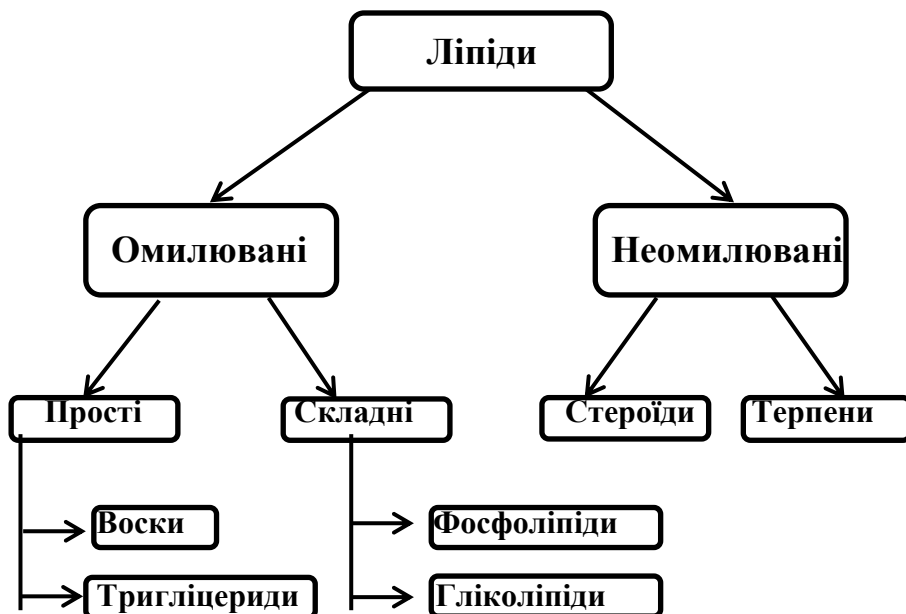 Ліпіди
Омилювані
Неомилювані
Прості
Складні
Стероїди
Терпени
Воски
Фосфоліпіди
Тригліцериди
Гліколіпіди